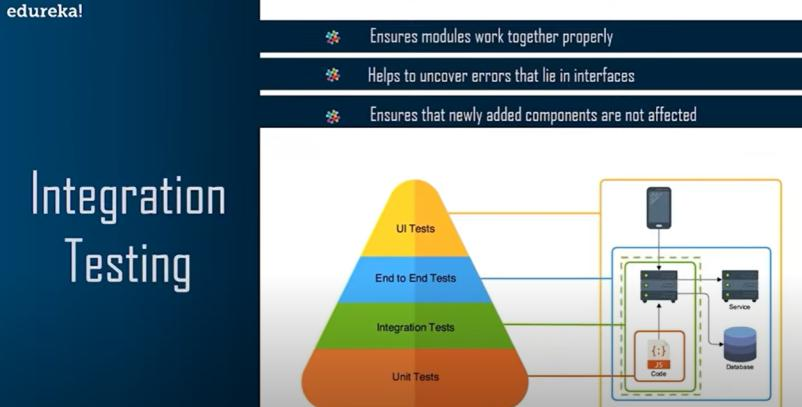 edureka!
Ensures modules work together properly
Helps to uncover errors that lie in interfaces
Ensures that newly added components are not affected
Integration
Testing
UI Tests
End to End Tests
Integration Tests
Unit Tests
Service
{:}
JS
Code
Database